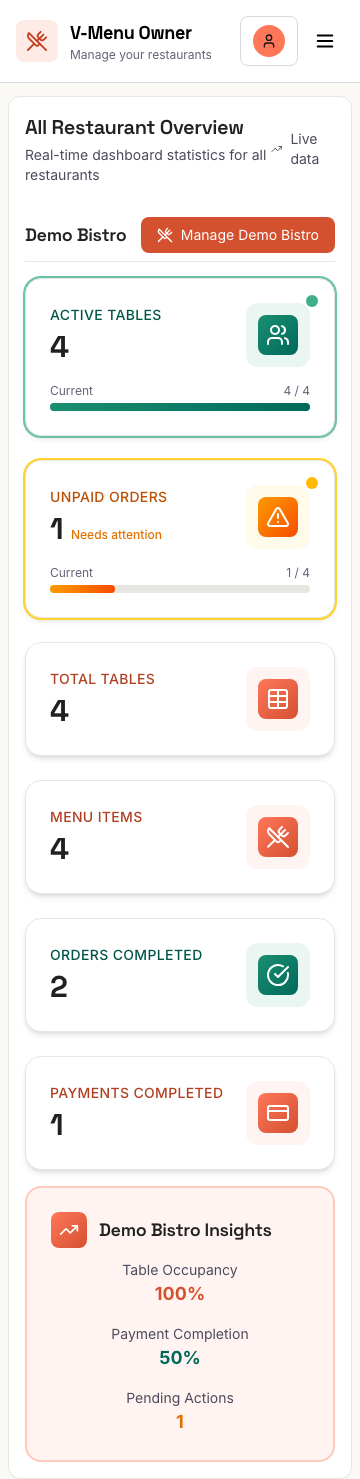 V-Menu Owner
Manage your restaurants
All Restaurant Overview
Real-time dashboard statistics for all restaurants
Live data
Demo Bistro
Manage Demo Bistro
ACTIVE TABLES
4
Current
4 / 4
UNPAID ORDERS
1 Needs attention
Current
1 / 4
TOTAL TABLES
4
MENU ITEMS
4
ORDERS COMPLETED
2
PAYMENTS COMPLETED
1
Demo Bistro Insights
Table Occupancy
100%
Payment Completion
50%
Pending Actions
1